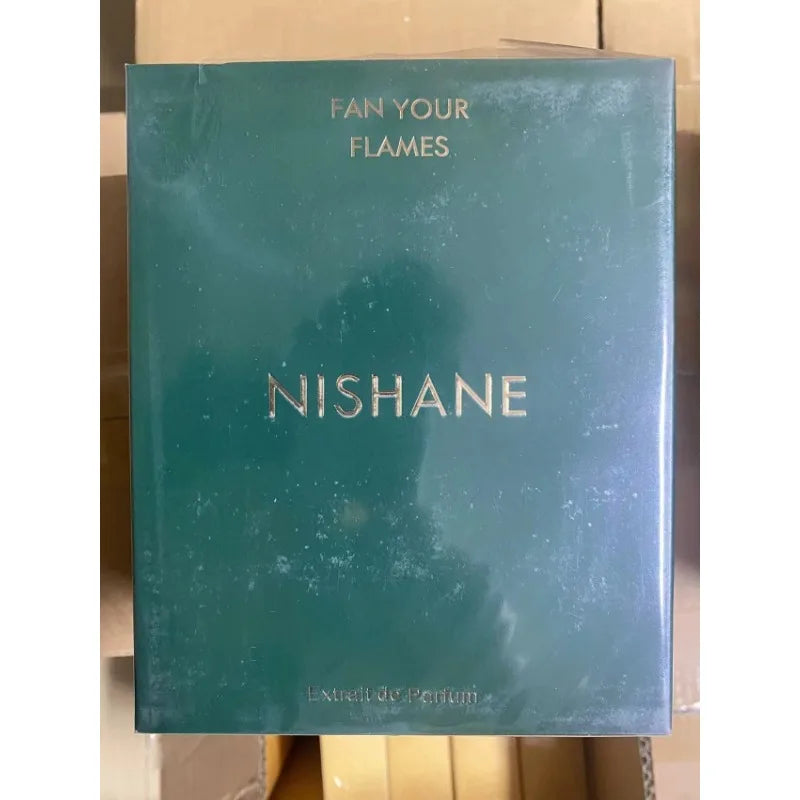 FAN YOUR
FLAMES
NISHANE
Extrait de Parfum